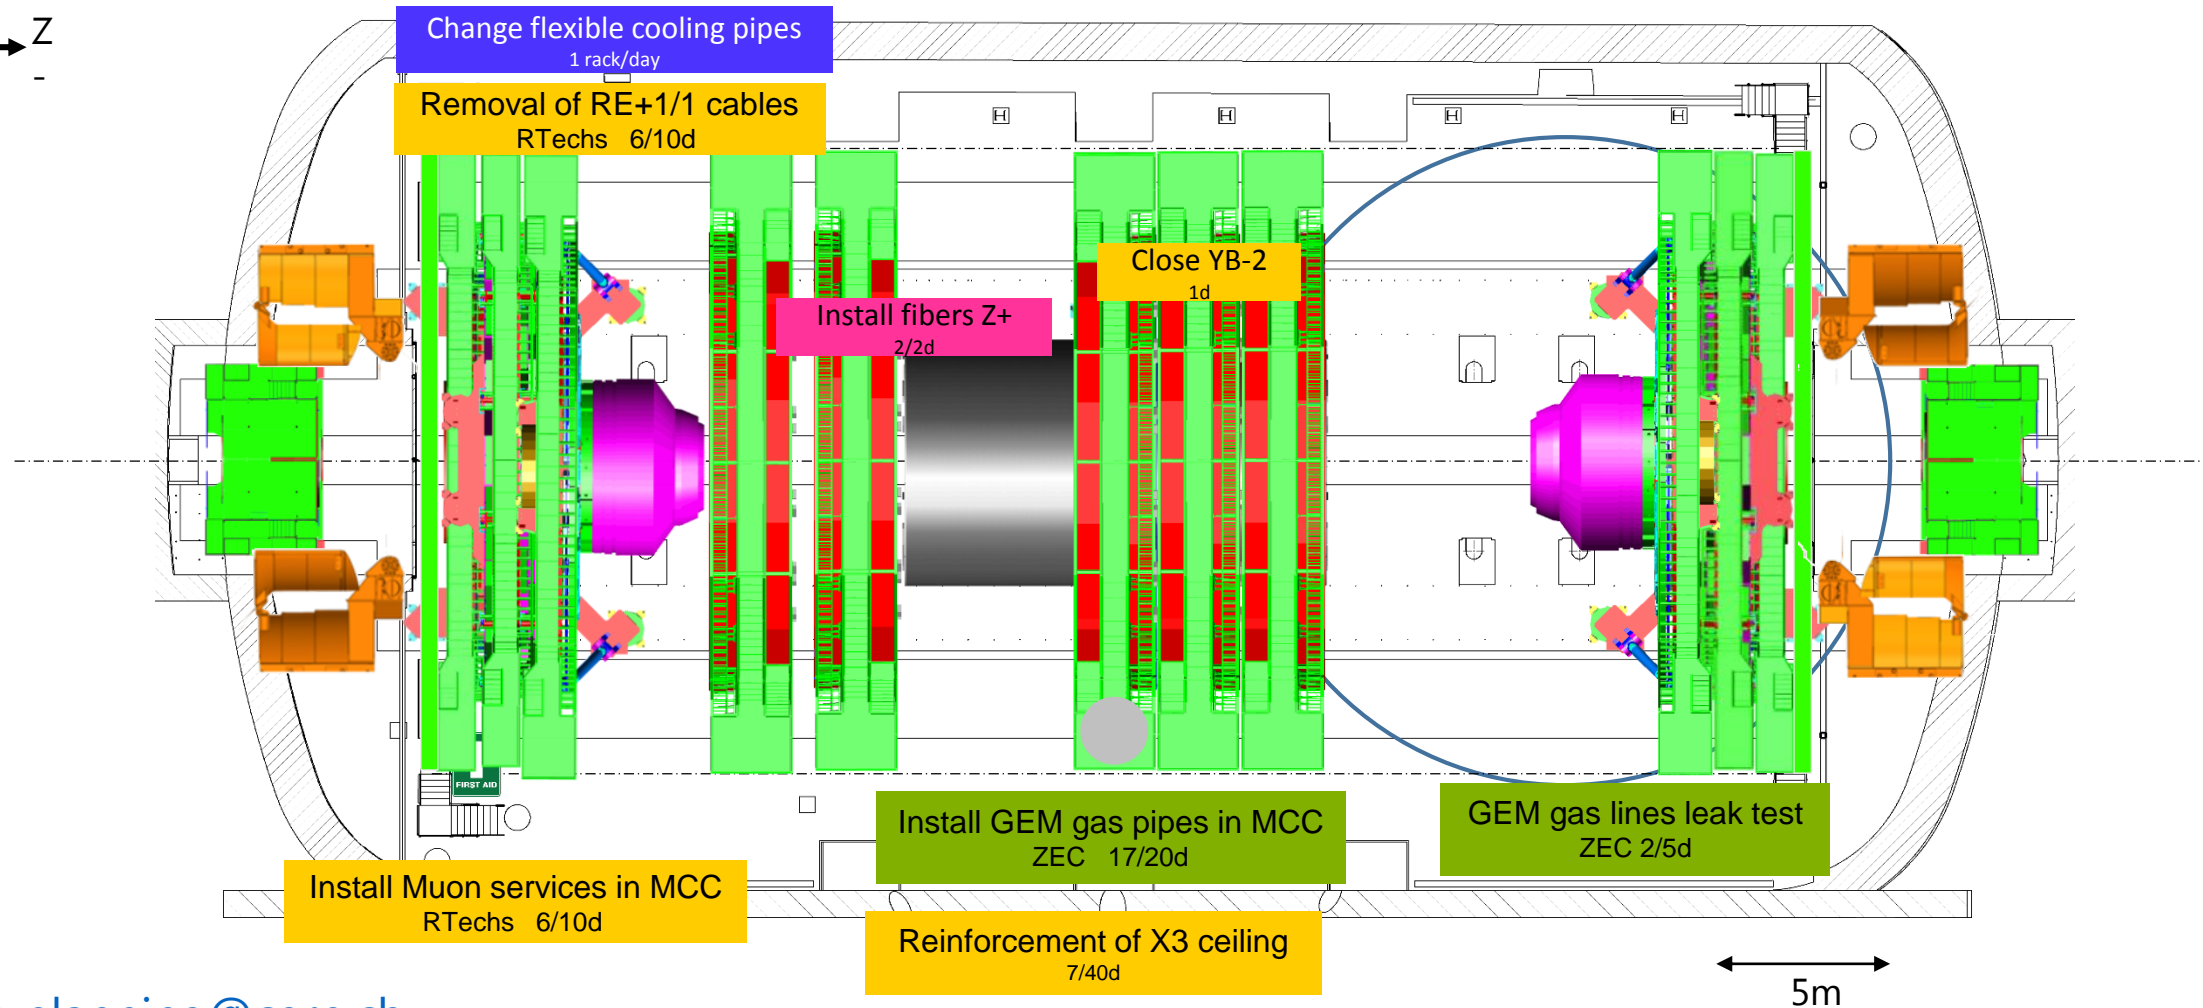 Z
-
Change flexible cooling pipes
1 rack/day
Removal of RE+1/1 cables
RTechs 6/10d
H
H
H
H
Close YB-2
1d
Install fibers Z+
2/2d
FIRST AID
Install GEM gas pipes in MCC
ZEC 17/20d
GEM gas lines leak test
ZEC 2/5d
Install Muon services in MCC
RTechs 6/10d
Reinforcement of X3 ceiling
7/40d
5m